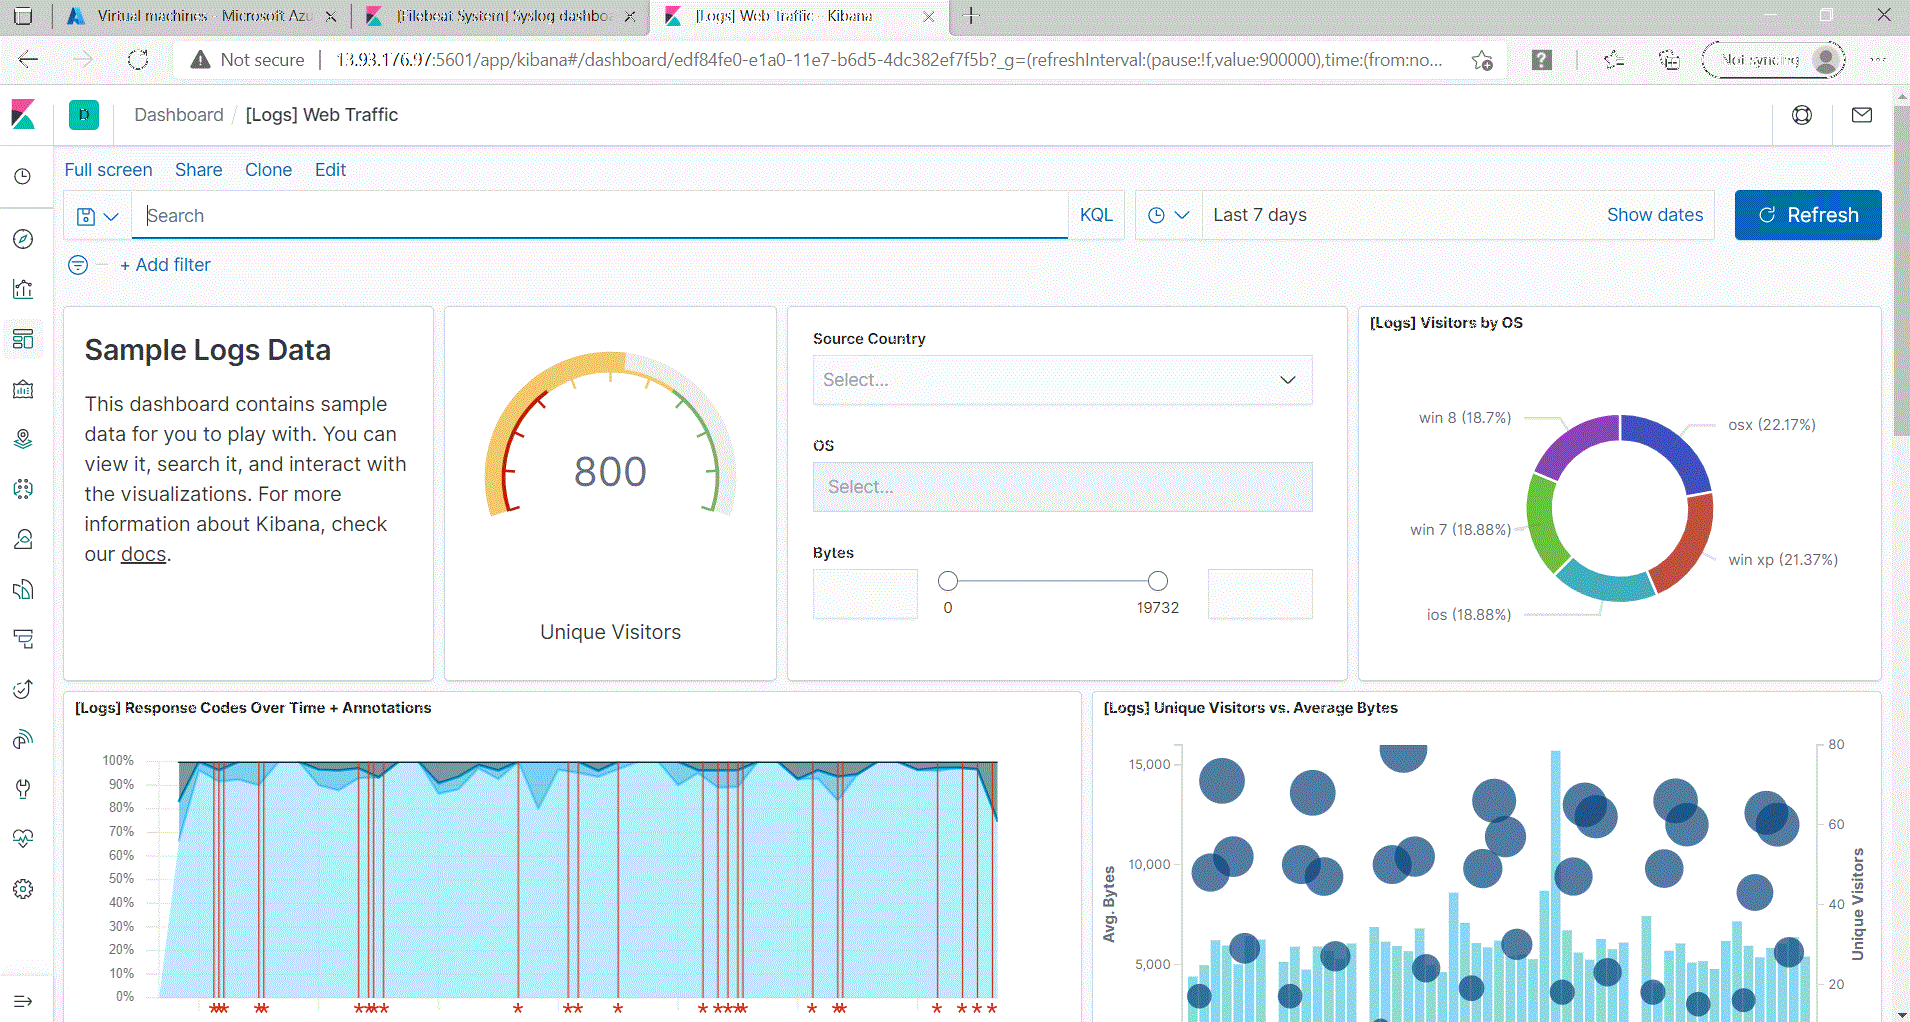 Virtual machines - Microsoft Azu
[Filebeat System] Syslog dashbo
[Logs] Web Traffic - Kibana
Not secure
13.93.176.97:5601/app/kibana#/dashboard/edf84fe0-e1a0-11e7-b6d5-4dc382ef7f5b?_g=(refreshInterval:(pause:!f,value:900000),time:(from:no...
Not syncing
D
Dashboard / [Logs] Web Traffic
Full screen Share Clone Edit
Search
KQL
Last 7 days
Show dates
Refresh
+ Add filter
Sample Logs Data
This dashboard contains sample
data for you to play with. You can
view it, search it, and interact with
the visualizations. For more
information about Kibana, check
our docs.
800
Unique Visitors
Source Country
Select...
OS
Select...
Bytes
0
19732
[Logs] Visitors by OS
win 8 (18.7%)
osx (22.17%)
win 7 (18.88%)
win xp (21.37%)
ios (18.88%)
[Logs] Response Codes Over Time + Annotations
100%
90%
80%
70%
60%
50%
40%
30%
20%
10%
0%
[Logs] Unique Visitors vs. Average Bytes
15,000
10,000
5,000
Avg. Bytes
80
60
40
20
Unique Visitors